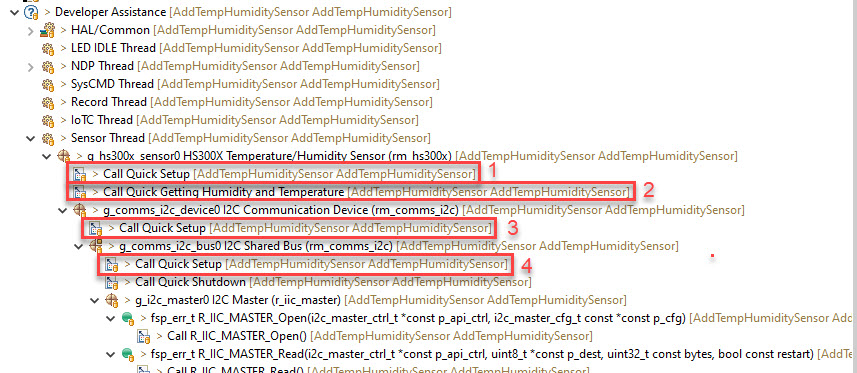 > Developer Assistance [AddTempHumiditySensor AddTempHumiditySensor]
> HAL/Common [AddTempHumiditySensor AddTempHumiditySensor]
> LED IDLE Thread [AddTempHumiditySensor AddTempHumiditySensor]
> NDP Thread [AddTempHumiditySensor AddTempHumiditySensor]
> SysCMD Thread [AddTempHumiditySensor AddTempHumiditySensor]
> Record Thread [AddTempHumiditySensor AddTempHumiditySensor]
> IoTC Thread [AddTempHumiditySensor AddTempHumiditySensor]
> Sensor Thread [AddTempHumiditySensor AddTempHumiditySensor]
> g_hs300x_sensor0 HS300X Temperature/Humidity Sensor (rm_hs300x) [AddTempHumiditySensor AddTempHumiditySensor]
> Call Quick Setup [AddTempHumiditySensor AddTempHumiditySensor] 1
> Call Quick Getting Humidity and Temperature [AddTempHumiditySensor AddTempHumiditySensor] 2
> g_comms_i2c_device0 I2C Communication Device (rm_comms_i2c) [AddTempHumiditySensor AddTempHumiditySensor]
> Call Quick Setup [AddTempHumiditySensor AddTempHumiditySensor] 3
> g_comms_i2c_bus0 I2C Shared Bus (rm_comms_i2c) [AddTempHumiditySensor AddTempHumiditySensor]
> Call Quick Setup [AddTempHumiditySensor AddTempHumiditySensor] 4
> Call Quick Shutdown [AddTempHumiditySensor AddTempHumiditySensor]
> g_i2c_master0 I2C Master (r_iic_master) [AddTempHumiditySensor AddTempHumiditySensor]
> fsp_err_t R_IIC_MASTER_Open(i2c_master_ctrl_t *const p_api_ctrl, i2c_master_cfg_t const *const p_cfg) [AddTempHumiditySensor
> Call R_IIC_MASTER_Open() [AddTempHumiditySensor AddTempHumiditySensor]
> fsp_err_t R_IIC_MASTER_Read(i2c_master_ctrl_t *const p_api_ctrl, uint8_t *const p_dest, uint32_t const bytes, bool const restart) [AddTempHumiditySensor
> Call R_IIC_MASTER_Read() [AddTempHumiditySensor AddTempHumiditySensor]